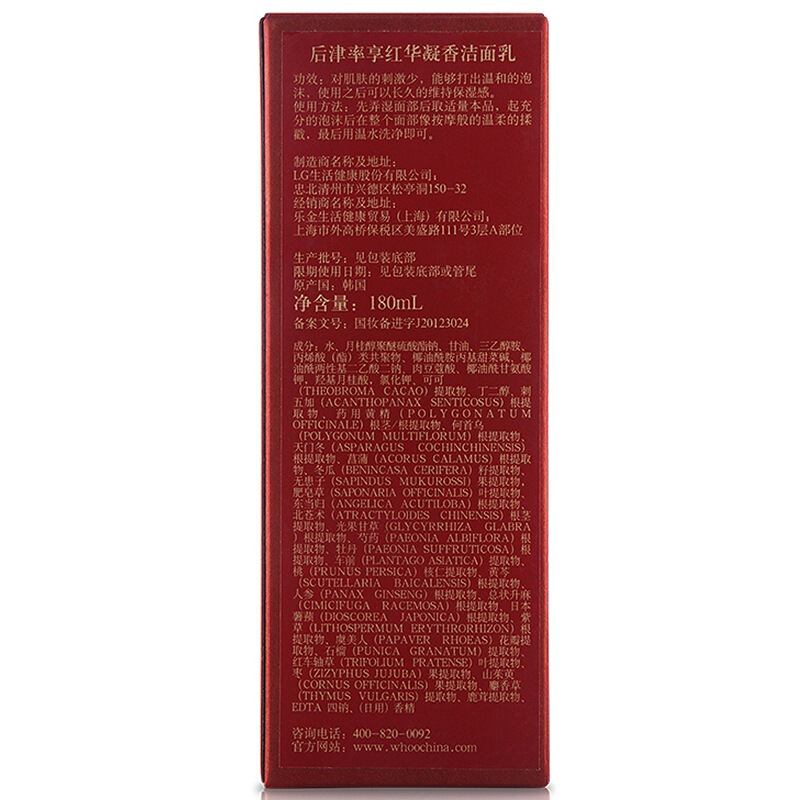 后津率享红华凝香洁面乳
功效：对肌肤的刺激少，能够打出温和的泡
沫，使用之后可以长久的维持保湿感。
使用方法：先弄湿面部后取适量本品，起充
分的泡沫后在整个面部像按摩般的温柔的揉
戳，最后用温水洗净即可。
制造商名称及地址：
LG生活健康股份有限公司；
忠北清州市兴德区松亭洞150-32
经销商名称及地址：
乐金生活健康贸易（上海）有限公司；
上海市外高桥保税区美盛路111号3层A部位
生产批号：见包装底部
限期使用日期：见包装底部或管尾
原产国：韩国
净含量：180mL
备案文号：国妆备进字J20123024
成分：水、月桂醇聚醚硫酸酯钠、甘油、三乙醇胺、
丙烯酸（酯）类共聚物、椰油酰胺丙基甜菜碱、椰
油酰两性基二乙酸二钠、肉豆蔻酸、椰油酰甘氨酸
钾，羟基月桂酸，氯化钾、可可
(THEOBROMA CACAO) 提取物、丁二醇、刺
五加 (ACANTHOPANAX SENTICOSUS) 根提
取物、药用黄精 (POLYGONATUM
OFFICINALE) 根茎/根提取物、何首乌
(POLYGONUM MULTIFLORUM) 根提取物、
天门冬 (ASPARAGUS COCHINCHINENSIS)
根提取物、菖蒲 (ACORUS CALAMUS) 根提取
物、冬瓜 (BENINCASA CERIFERA) 籽提取物、
无患子 (SAPINDUS MUKUROSSI) 果提取物、
肥皂草 (SAPONARIA OFFICINALIS) 叶提取物、
东当归 (ANGELICA ACUTILOBA) 根提取物、
北苍术 (ATRACTYLOIDES CHINENSIS) 根茎
提取物、光果甘草 (GLYCYRRHIZA GLABRA
) 根提取物、芍药 (PAEONIA ALBIFLORA) 根
提取物、牡丹 (PAEONIA SUFFRUTICOSA) 根
提取物、车前 (PLANTAGO ASIATICA) 提取物、
桃 (PRUNUS PERSICA) 核仁提取物、黄芩
(SCUTELLARIA BAICALENSIS) 根提取物、
人参 (PANAX GINSENG) 根提取物、总状升麻
(CIMICIFUGA RACEMOSA) 根提取物、日本
薯蓣 (DIOSCOREA JAPONICA) 根提取物、紫
草 (LITHOSPERMUM ERYTHRORHIZON) 根
提取物、虞美人 (PAPAVER RHOEAS) 花瓣提
取物、石榴 (PUNICA GRANATUM) 提取物、
红车轴草 (TRIFOLIUM PRATENSE) 叶提取物、
枣 (ZIZYPHUS JUJUBA) 果提取物、山茱萸
(CORNUS OFFICINALIS) 果提取物、麝香草
(THYMUS VULGARIS) 提取物、鹿茸提取物、
EDTA 四钠、(日用) 香精
咨询电话：400-820-0092
官方网站：www.whoochina.com